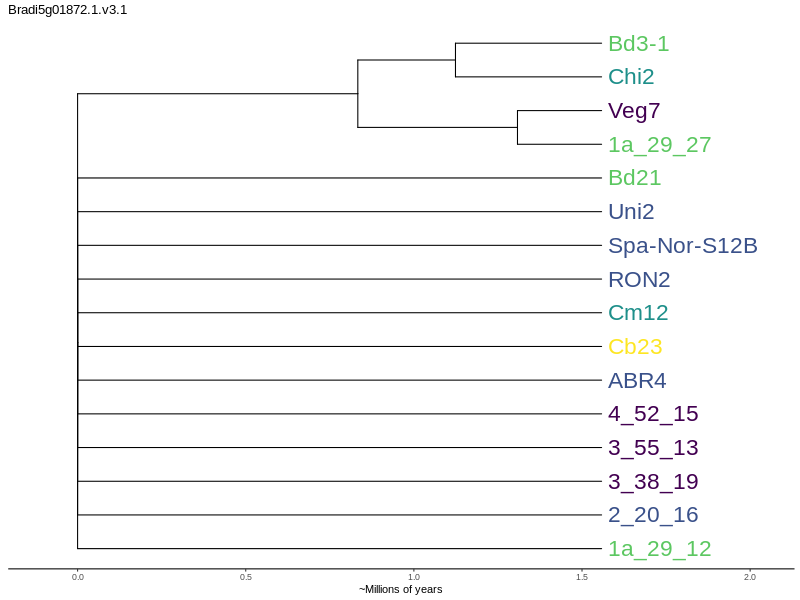 Bradi5g01872.1.v3.1
Bd3-1
Chi2
Veg7
1a_29_27
Bd21
Uni2
Spa-Nor-S12B
RON2
Cm12
Cb23
ABR4
4_52_15
3_55_13
3_38_19
2_20_16
1a_29_12
0.0 0.5 1.0 1.5 2.0
~Millions of years